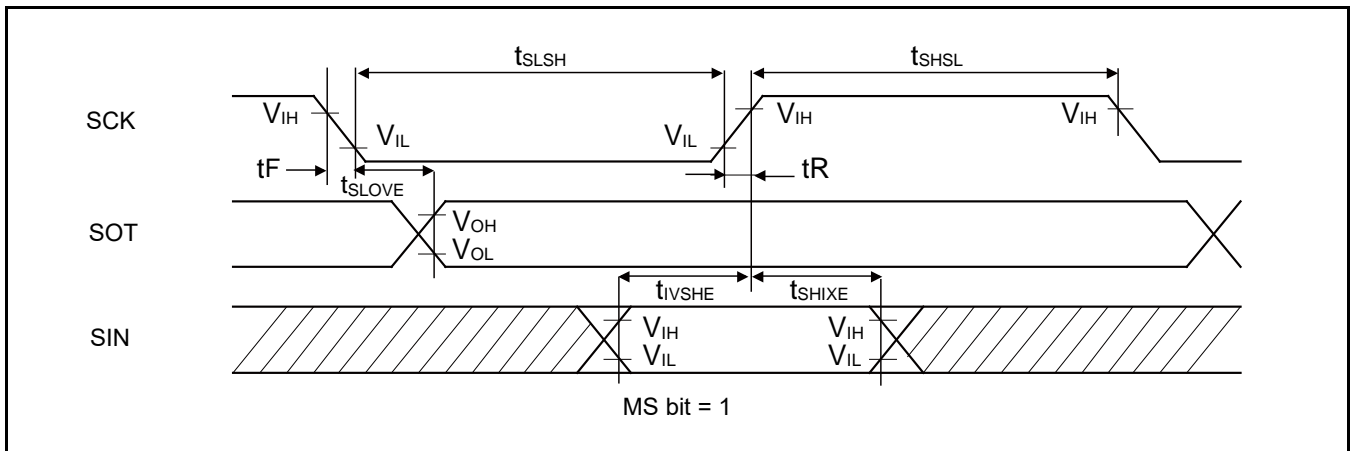 tSLSH
tSHSL
SCK
VIH
VIL
VIL
VIH
VIH
tF
tSLOVE
tR
SOT
VOH
VOL
tIVSHE
tSHIXE
SIN
VIH
VIL
VIH
VIL
MS bit = 1